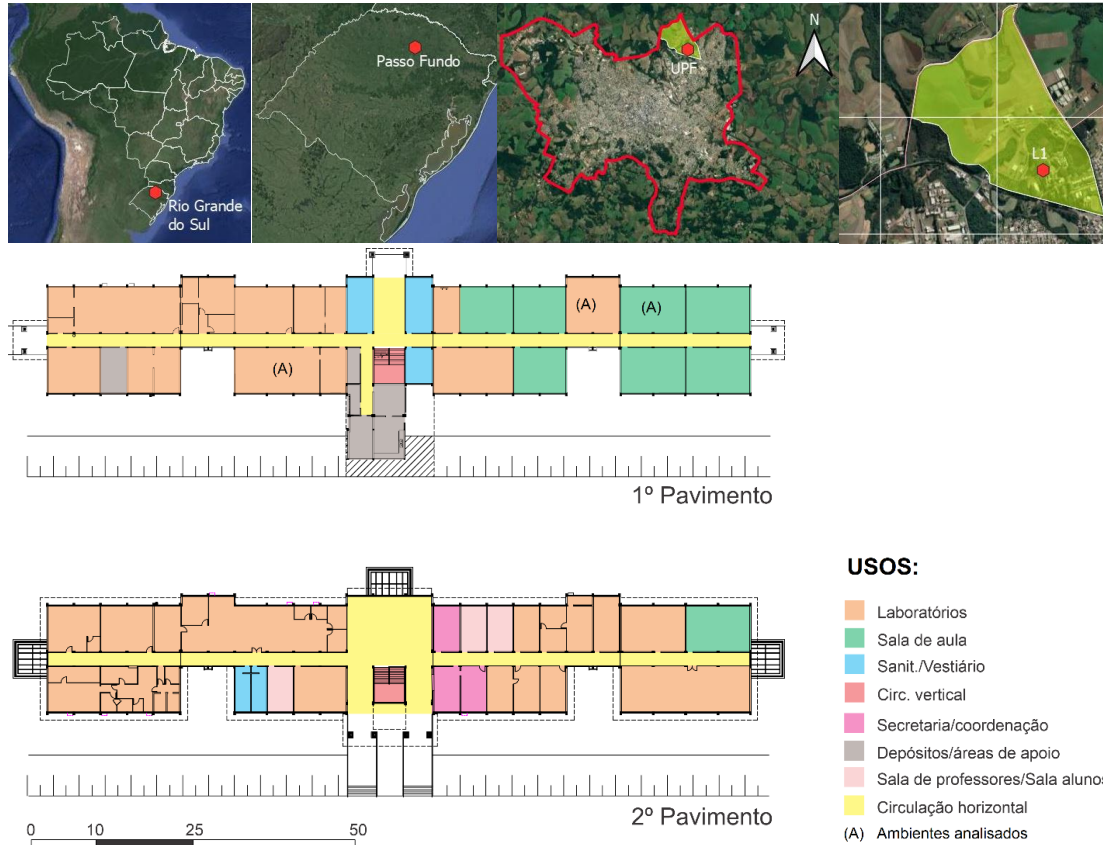 Rio Grande
do Sul
Passo Fundo
UPF
N
L1
(A)
(A)
(A)
1º Pavimento
2º Pavimento
0
10
25
50
USOS:
Laboratórios
Sala de aula
Sanit./Vestiário
Circ. vertical
Secretaria/coordenação
Depósitos/áreas de apoio
Sala de professores/Sala alunos
Circulação horizontal
(A) Ambientes analisados